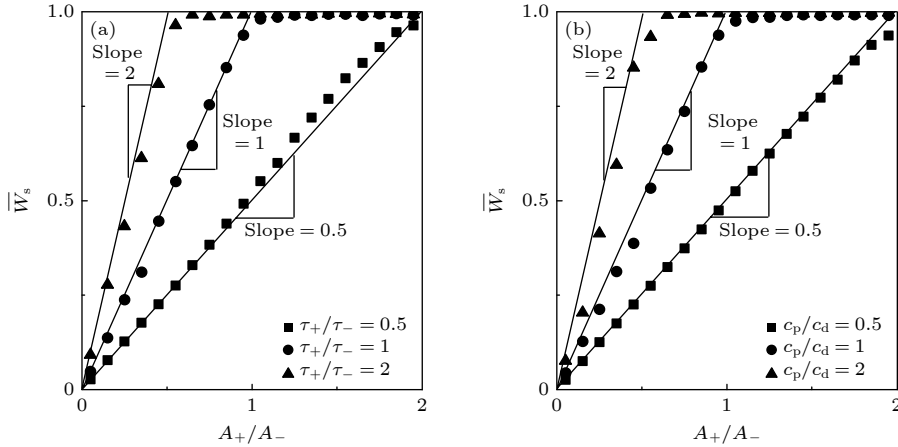 (a)
1.0
Slope
= 2
Slope
= 1
0.5
Slope = 0.5
W̅s
τ+/τ− = 0.5
τ+/τ− = 1
τ+/τ− = 2
0
0
1
2
A+/A−
(b)
1.0
Slope
= 2
Slope
= 1
0.5
Slope = 0.5
W̅s
cp/cd = 0.5
cp/cd = 1
cp/cd = 2
0
0
1
2
A+/A−